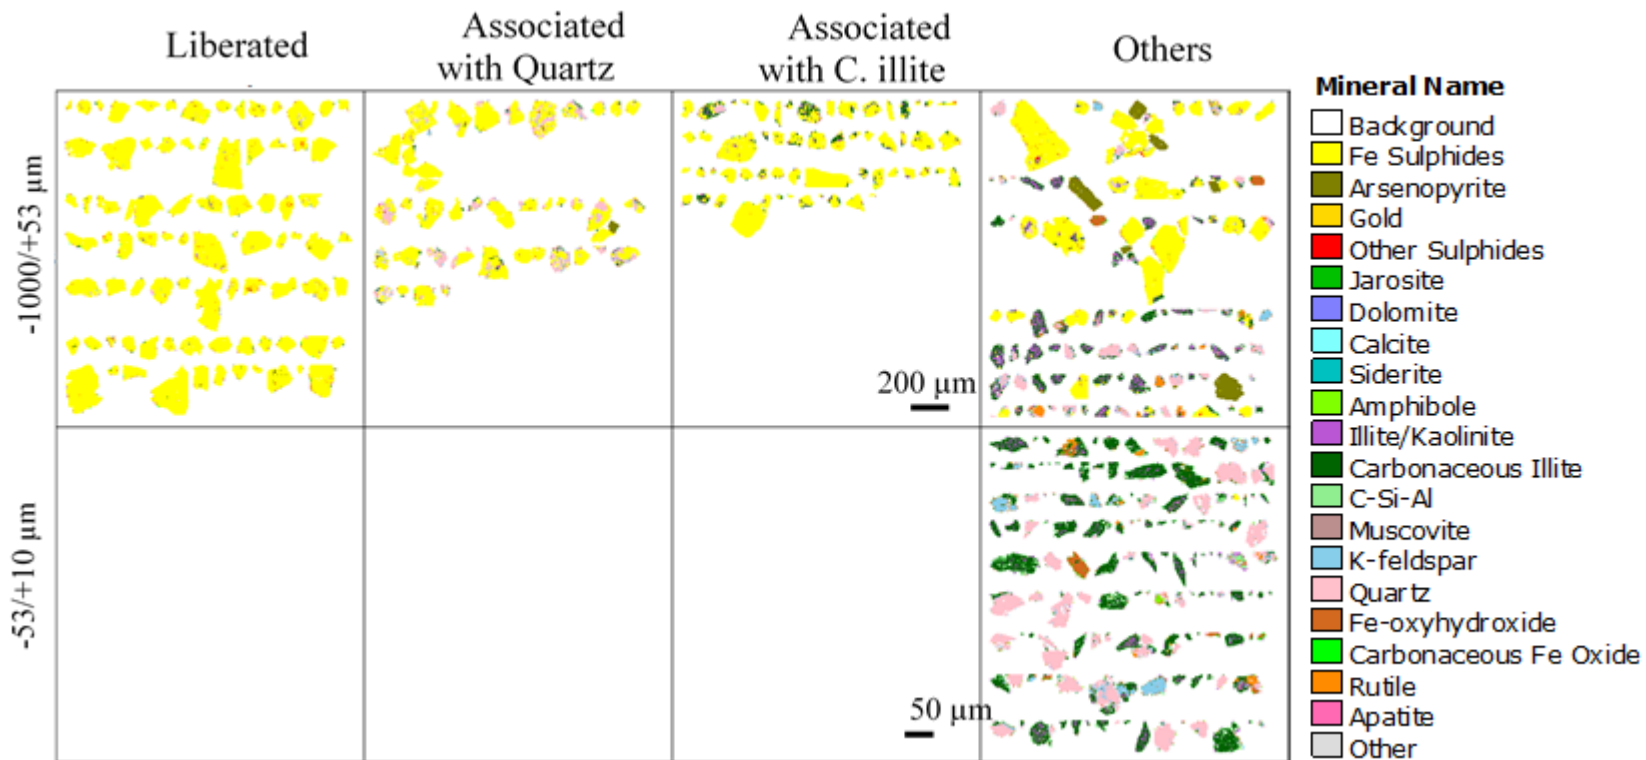 Liberated
Associated
with Quartz
Associated
with C. illite
Others
-1000/+53 µm
200 µm
-53/+10 µm
50 µm
Mineral Name
Background
Fe Sulphides
Arsenopyrite
Gold
Other Sulphides
Jarosite
Dolomite
Calcite
Siderite
Amphibole
Illite/Kaolinite
Carbonaceous Illite
C-Si-Al
Muscovite
K-feldspar
Quartz
Fe-oxyhydroxide
Carbonaceous Fe Oxide
Rutile
Apatite
Other